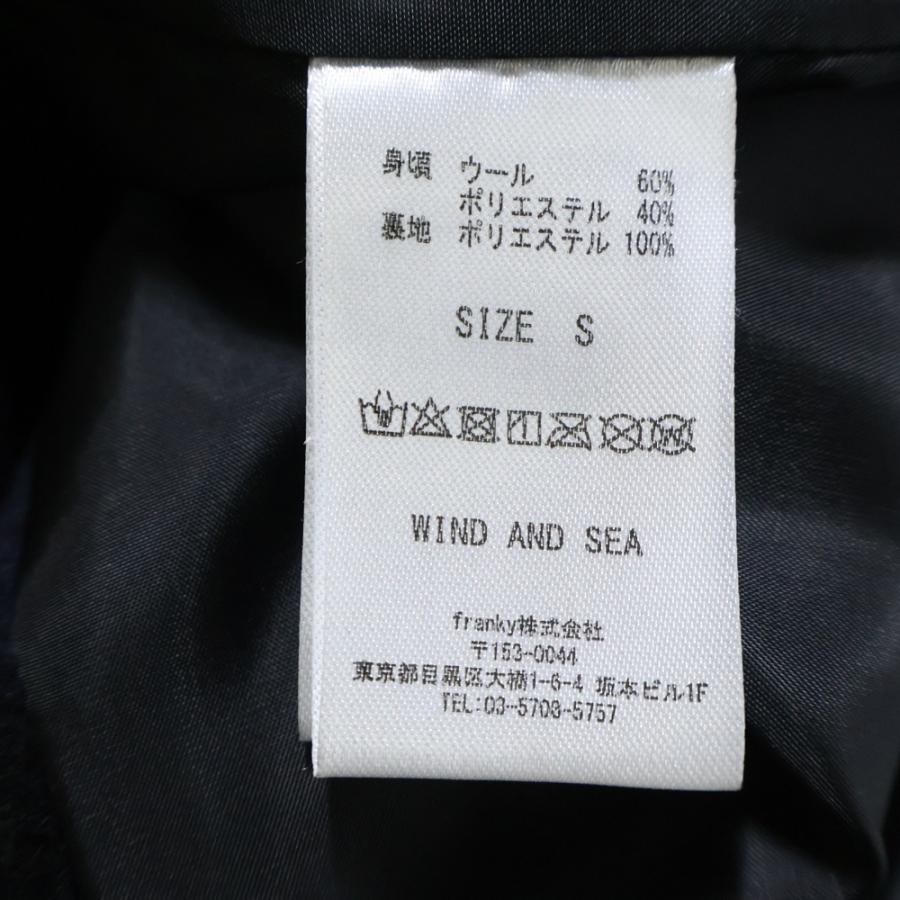 身頃 ウール 60%
ポリエステル 40%
裏地 ポリエステル 100%
SIZE S
WIND AND SEA
franky株式会社
〒153-0044
東京都目黒区大橋1-6-4 坂本ビル1F
TEL:03-5708-5757